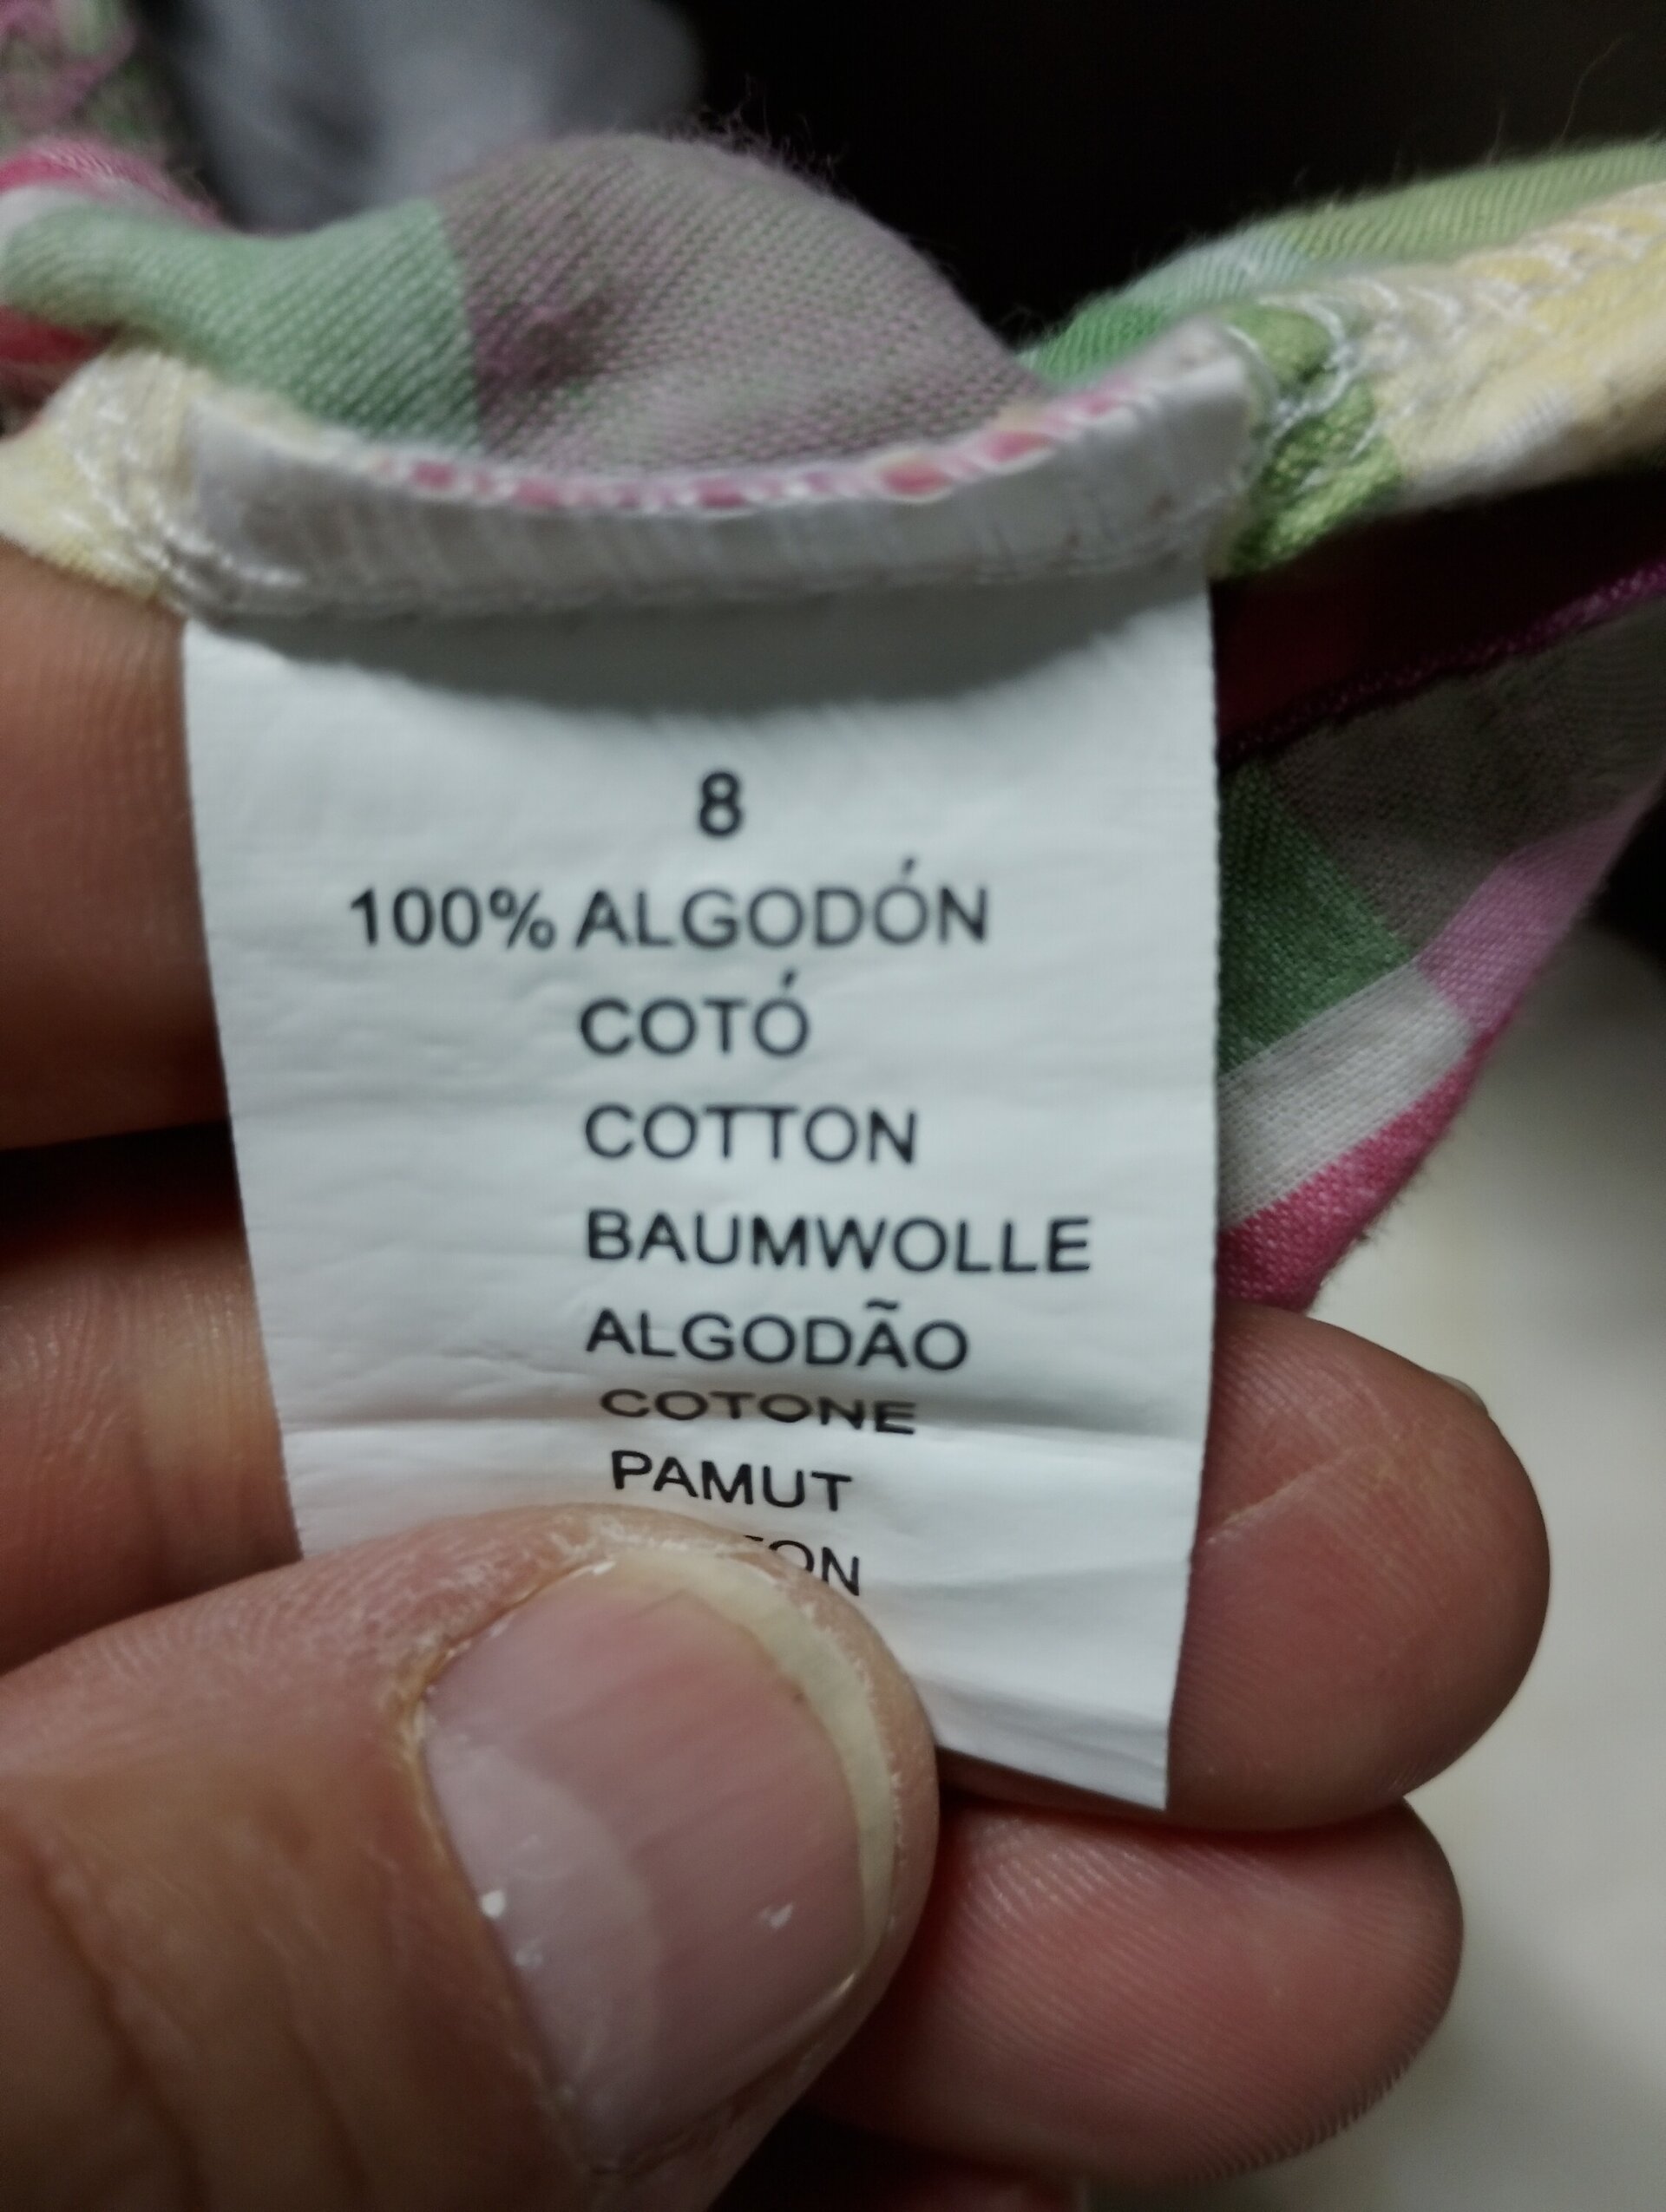 8
100% ALGODÓN
COTÓ
COTTON
BAUMWOLLE
ALGODÃO
COTONE
PAMUT